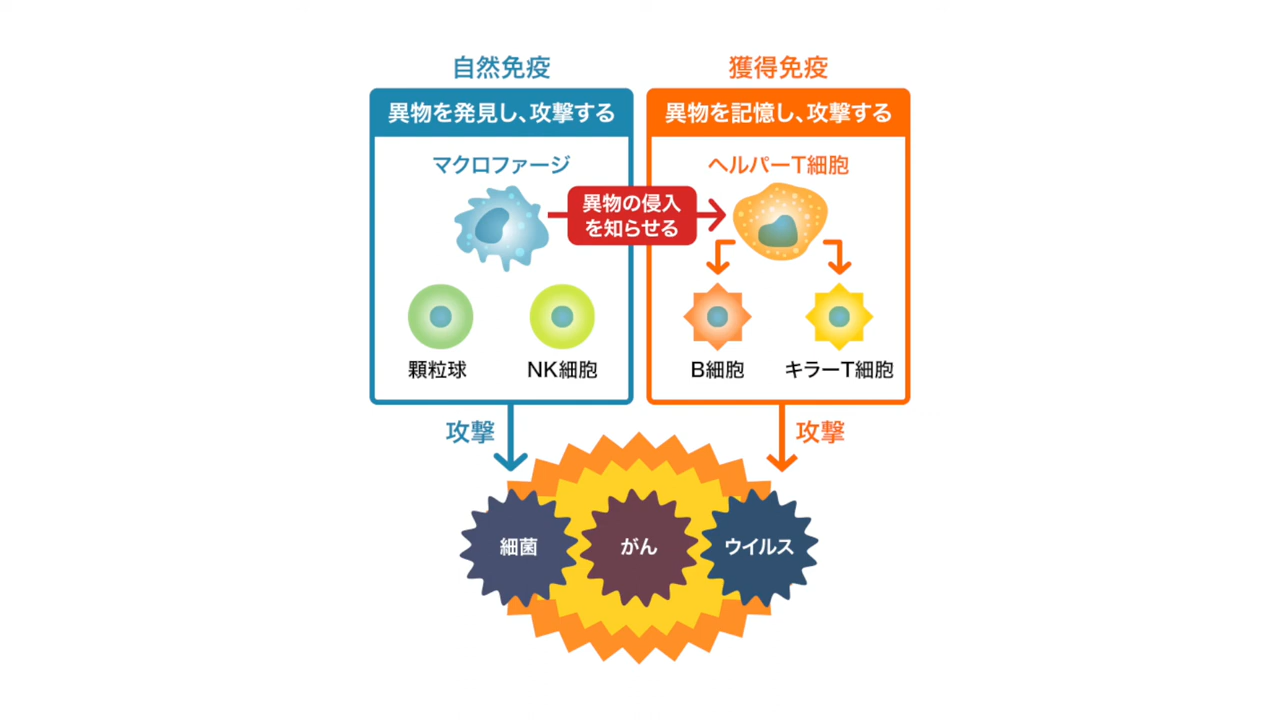 自然免疫
異物を発見し、攻撃する
マクロファージ
顆粒球
NK細胞
異物の侵入
を知らせる
獲得免疫
異物を記憶し、攻撃する
ヘルパーT細胞
B細胞
キラーT細胞
攻撃
攻撃
細菌
がん
ウイルス